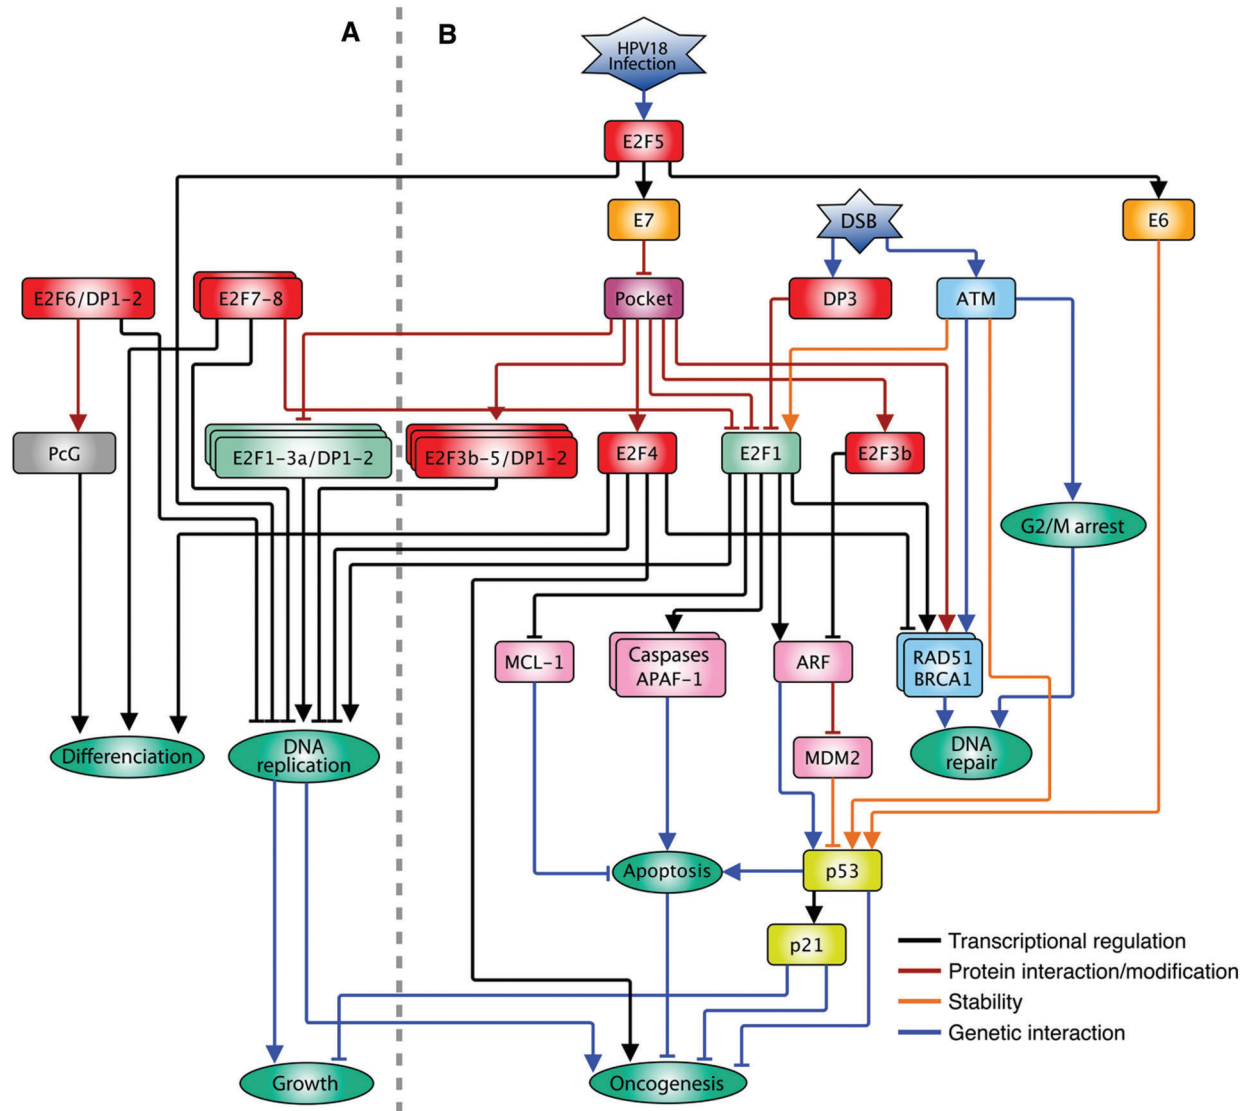 A
B
HPV18
Infection
E2F5
E7
DSB
E6
E2F6/DP1-2
E2F7-8
Pocket
DP3
ATM
PcG
E2F1-3a/DP1-2
E2F3b-5/DP1-2
E2F4
E2F1
E2F3b
G2/M arrest
MCL-1
Caspases
APAF-1
ARF
RAD51
BRCA1
Differenciation
DNA
replication
MDM2
DNA
repair
Apoptosis
p53
p21
Transcriptional regulation
Protein interaction/modification
Stability
Genetic interaction
Growth
Oncogenesis